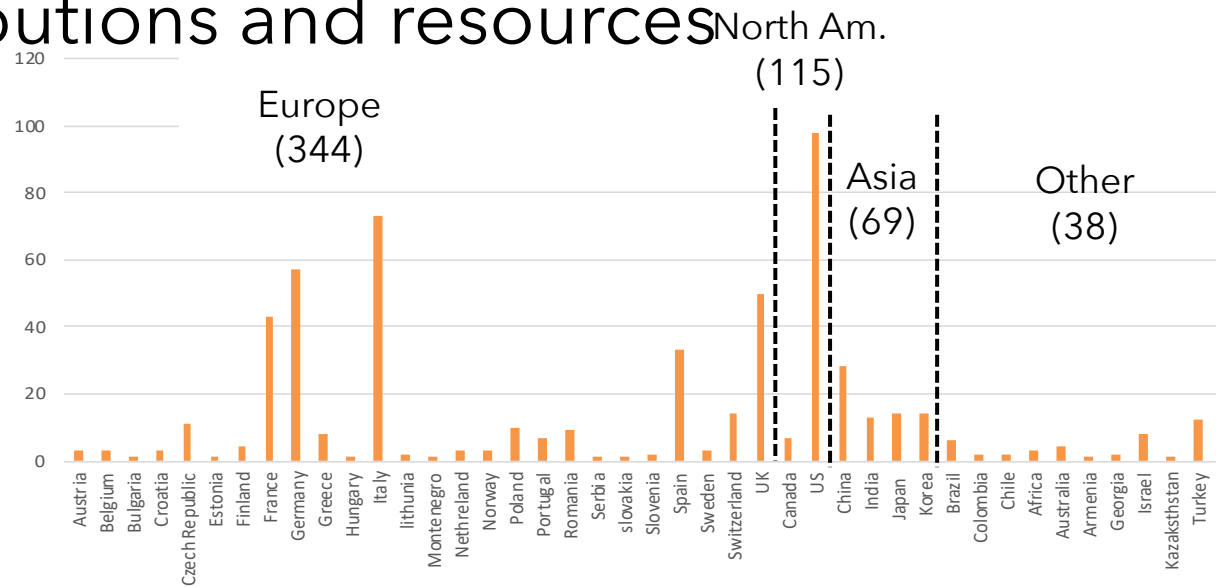 butions and resources
North Am.
(115)
Europe
(344)
Asia
(69)
Other
(38)
120
100
80
60
40
20
0
Austria
Belgium
Bulgaria
Croatia
Czech Republic
Estonia
Finland
France
Germany
Greece
Hungary
Italy
lithunia
Montenegro
Nethreland
Norway
Poland
Portugal
Romania
Serbia
slovakia
Slovenia
Spain
Sweden
Switzerland
UK
Canada
US
China
India
Japan
Korea
Brazil
Colombia
Chile
Africa
Australia
Armenia
Georgia
Israel
Kazaksthstan
Turkey